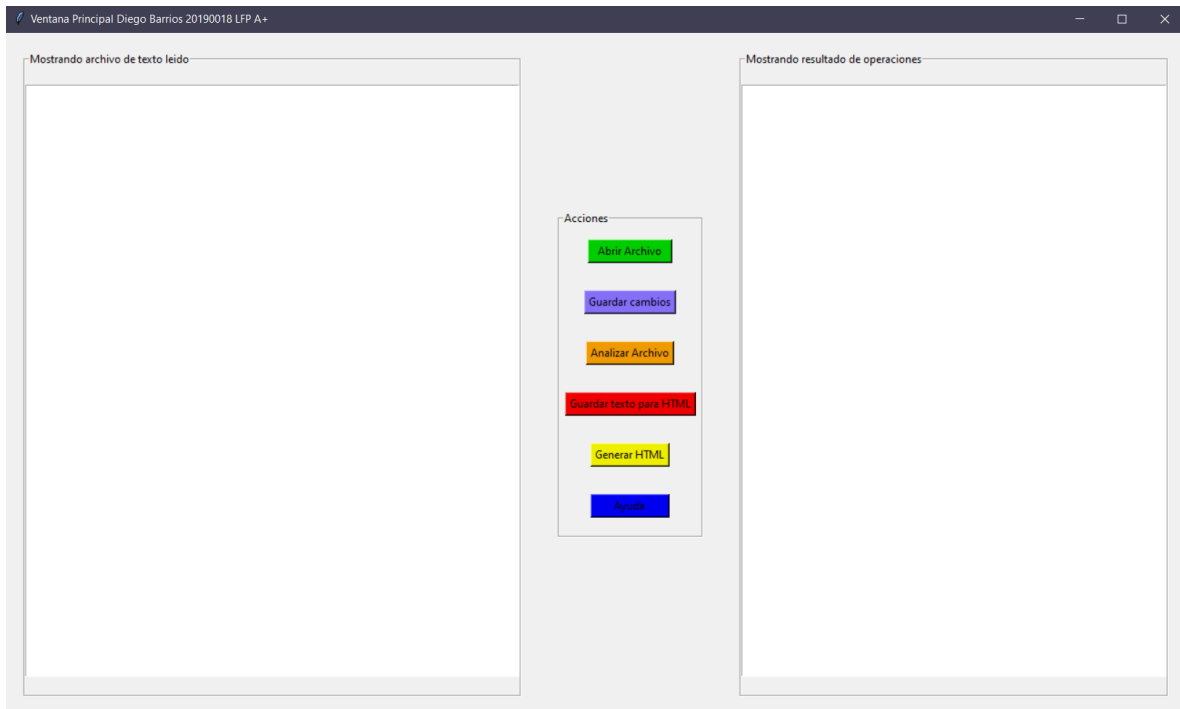 Ventana Principal Diego Barrios 20190018 LFP A+
Mostrando archivo de texto leido
Mostrando resultado de operaciones
Acciones
Abrir Archivo
Guardar cambios
Analizar Archivo
Guardar texto para HTML
Generar HTML
Ayuda